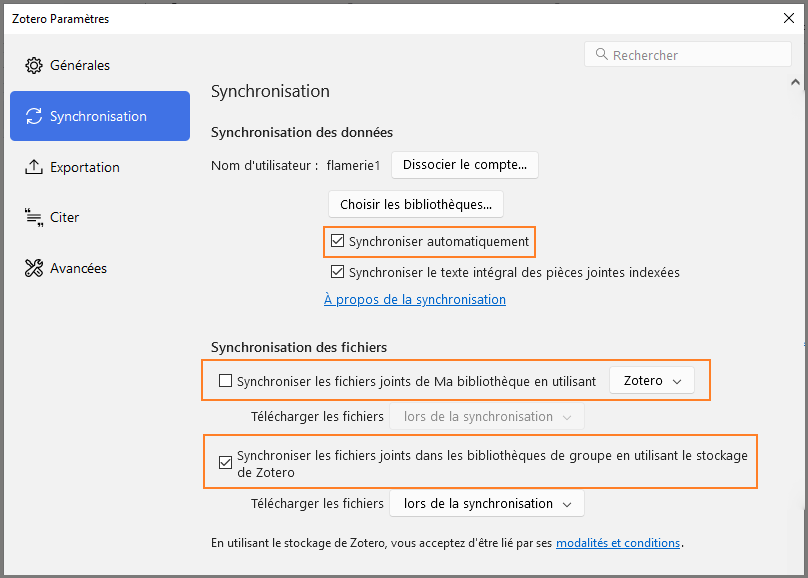 Zotero Paramètres
Rechercher
Générales
Synchronisation
Exportation
Citer
Avancées
Synchronisation
Synchronisation des données
Nom d'utilisateur : flamerie1 Dissocier le compte...
Choisir les bibliothèques...
Synchroniser automatiquement
Synchroniser le texte intégral des pièces jointes indexées
À propos de la synchronisation
Synchronisation des fichiers
Synchroniser les fichiers joints de Ma bibliothèque en utilisant Zotero
Télécharger les fichiers lors de la synchronisation
Synchroniser les fichiers joints dans les bibliothèques de groupe en utilisant le stockage
de Zotero
Télécharger les fichiers lors de la synchronisation
En utilisant le stockage de Zotero, vous acceptez d'être lié par ses modalités et conditions.